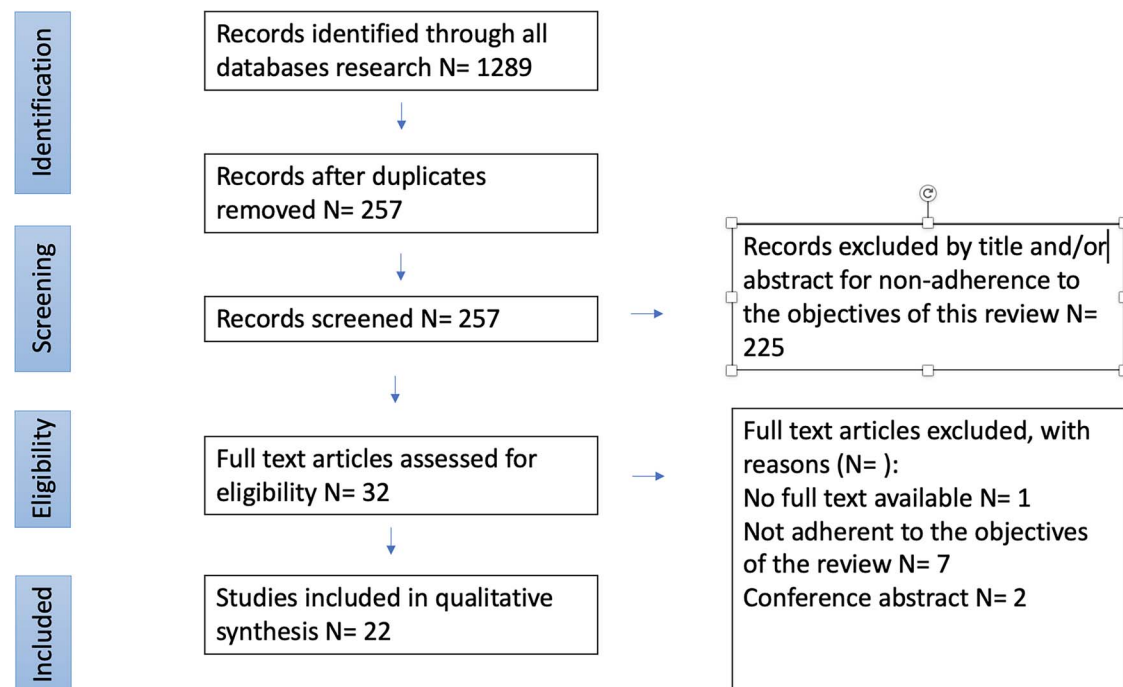 Identification
Records identified through all
databases research N= 1289
Records after duplicates
removed N= 257
Screening
Records screened N= 257
Records excluded by title and/or
abstract for non-adherence to
the objectives of this review N=
225
Eligibility
Full text articles assessed for
eligibility N= 32
Full text articles excluded, with
reasons (N= ):
No full text available N= 1
Not adherent to the objectives
of the review N= 7
Conference abstract N= 2
Included
Studies included in qualitative
synthesis N= 22